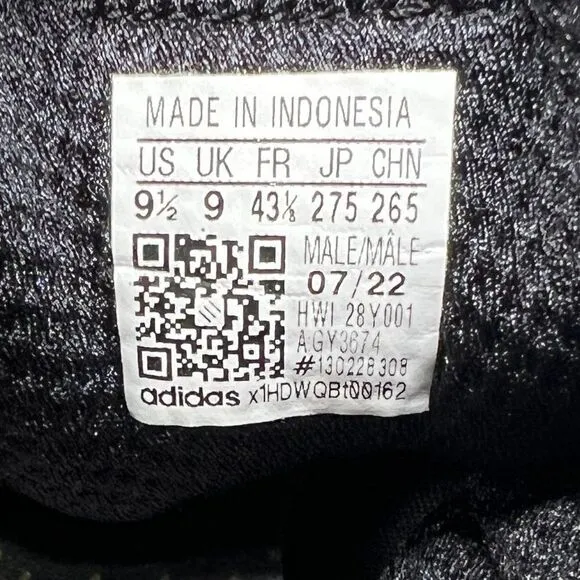 MADE IN INDONESIA
US UK FR JP CHN
9½ 9 43⅓ 275 265
MALE/MÂLE
07/22
HWI 28Y001
A GY3674
#130228308
adidas x1HDWQBt00162